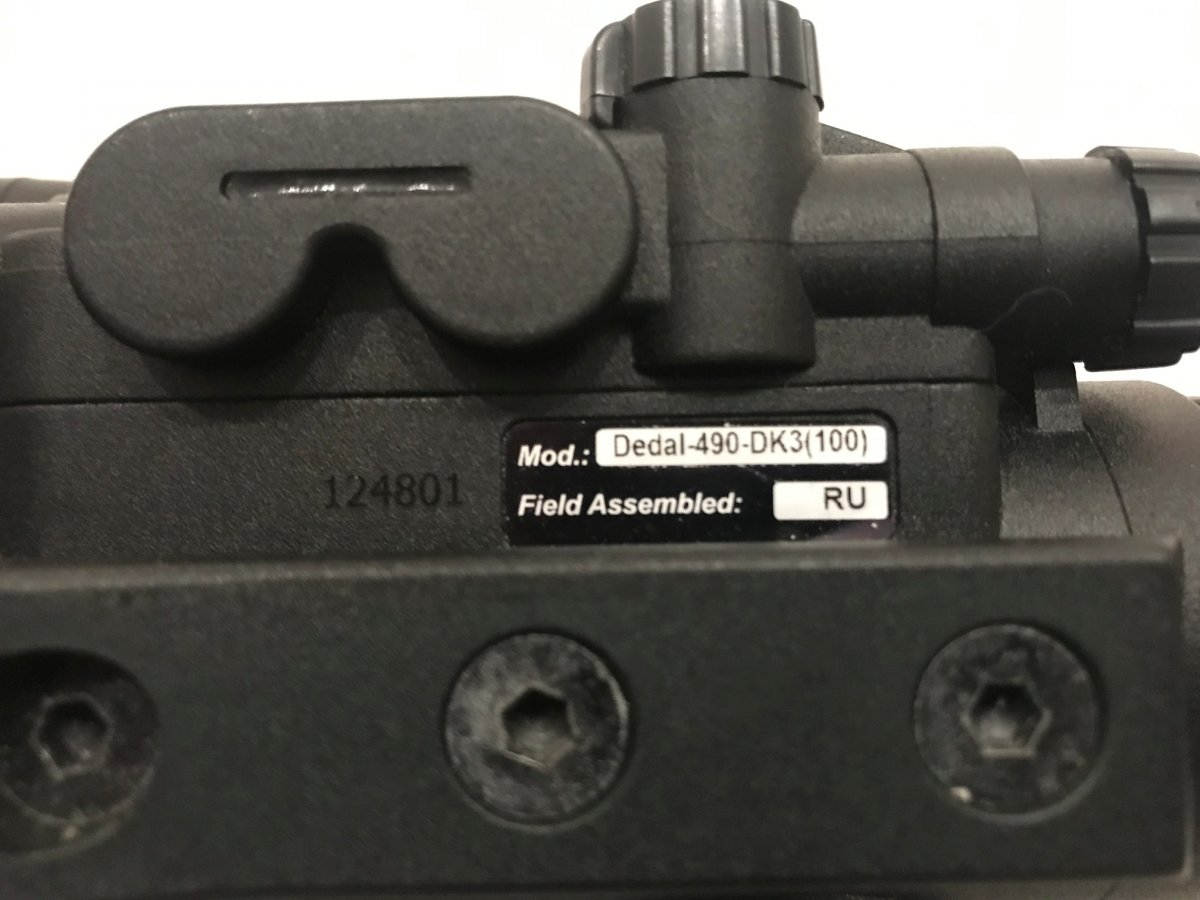 Mod.: Dedal-490-DK3(100)
124801
Field Assembled: RU